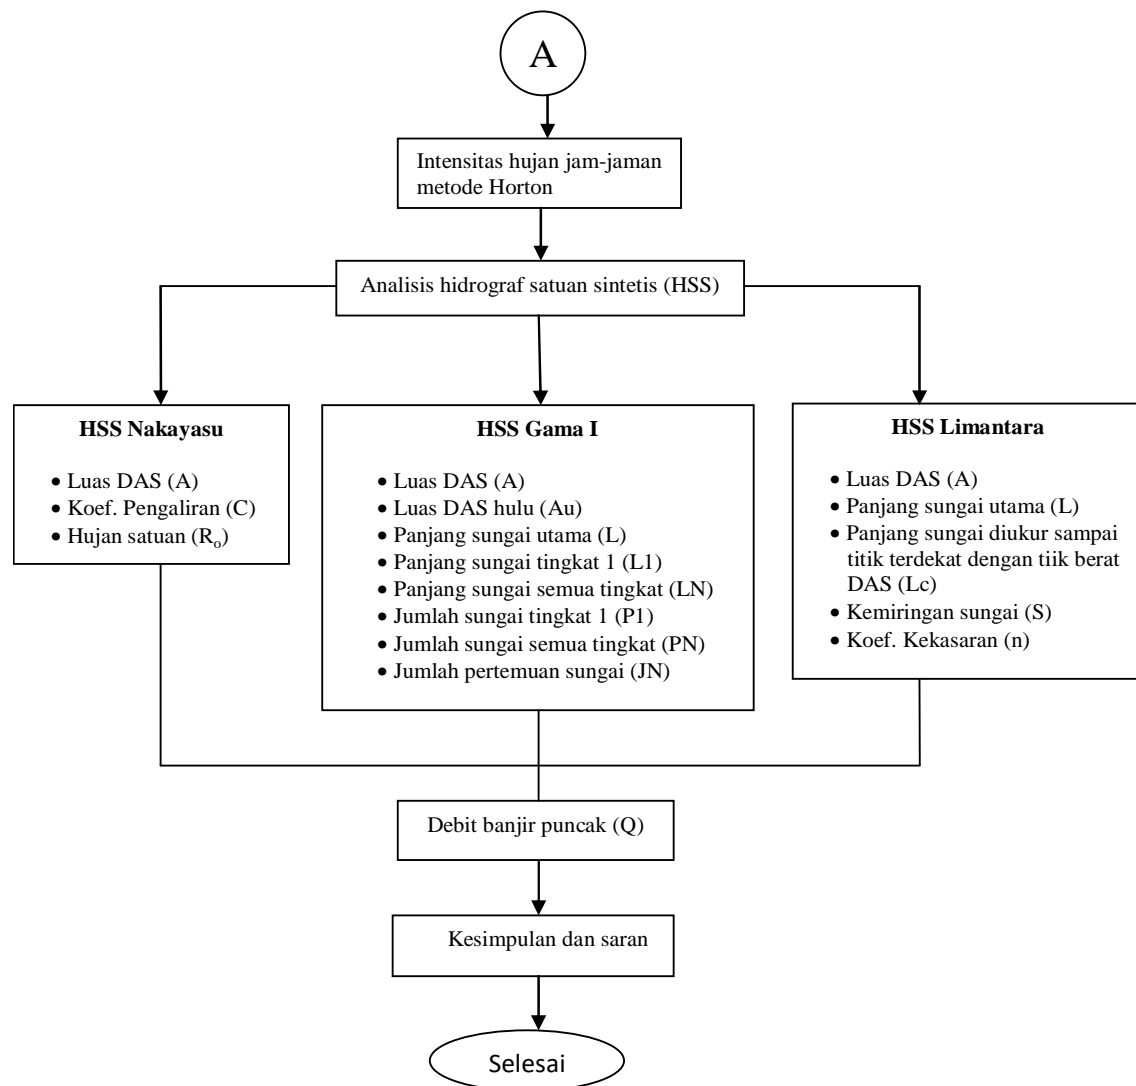 A
Intensitas hujan jam-jaman
metode Horton
Analisis hidrograf satuan sintetis (HSS)
HSS Nakayasu
• Luas DAS (A)
• Koef. Pengaliran (C)
• Hujan satuan (Rₒ)
HSS Gama I
• Luas DAS (A)
• Luas DAS hulu (Au)
• Panjang sungai utama (L)
• Panjang sungai tingkat 1 (L1)
• Panjang sungai semua tingkat (LN)
• Jumlah sungai tingkat 1 (P1)
• Jumlah sungai semua tingkat (PN)
• Jumlah pertemuan sungai (JN)
HSS Limantara
• Luas DAS (A)
• Panjang sungai utama (L)
• Panjang sungai diukur sampai
titik terdekat dengan tiik berat
DAS (Lc)
• Kemiringan sungai (S)
• Koef. Kekasaran (n)
Debit banjir puncak (Q)
Kesimpulan dan saran
Selesai